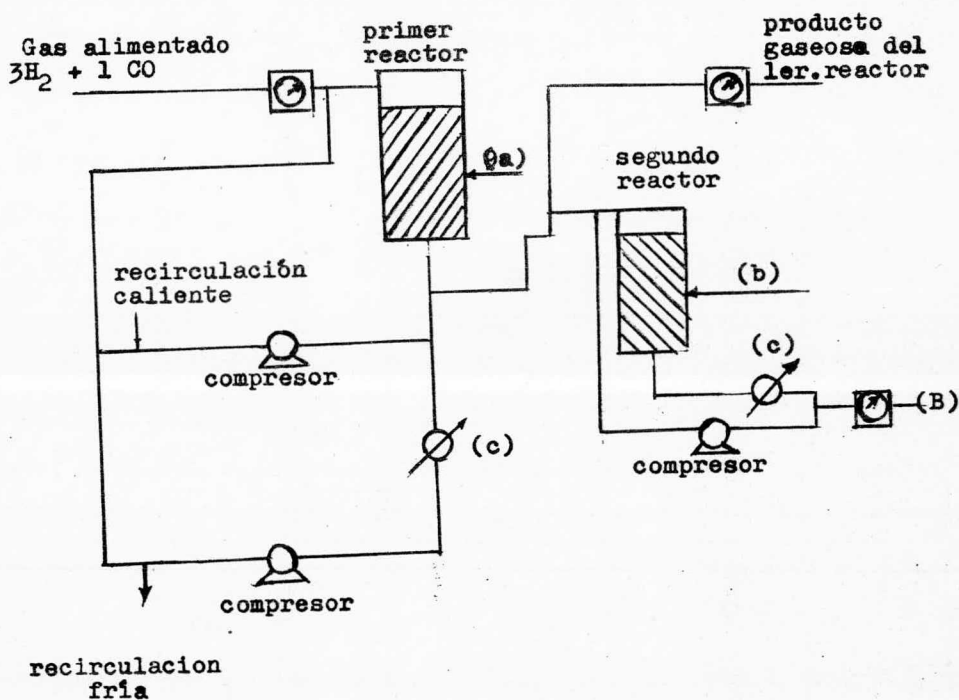 Gas alimentado
3H2 + 1 CO
primer
reactor
producto
gaseosa del
1er.reactor
(a)
segundo
reactor
(b)
recirculación
caliente
compresor
(c)
(c)
(B)
compresor
compresor
recirculacion
fría